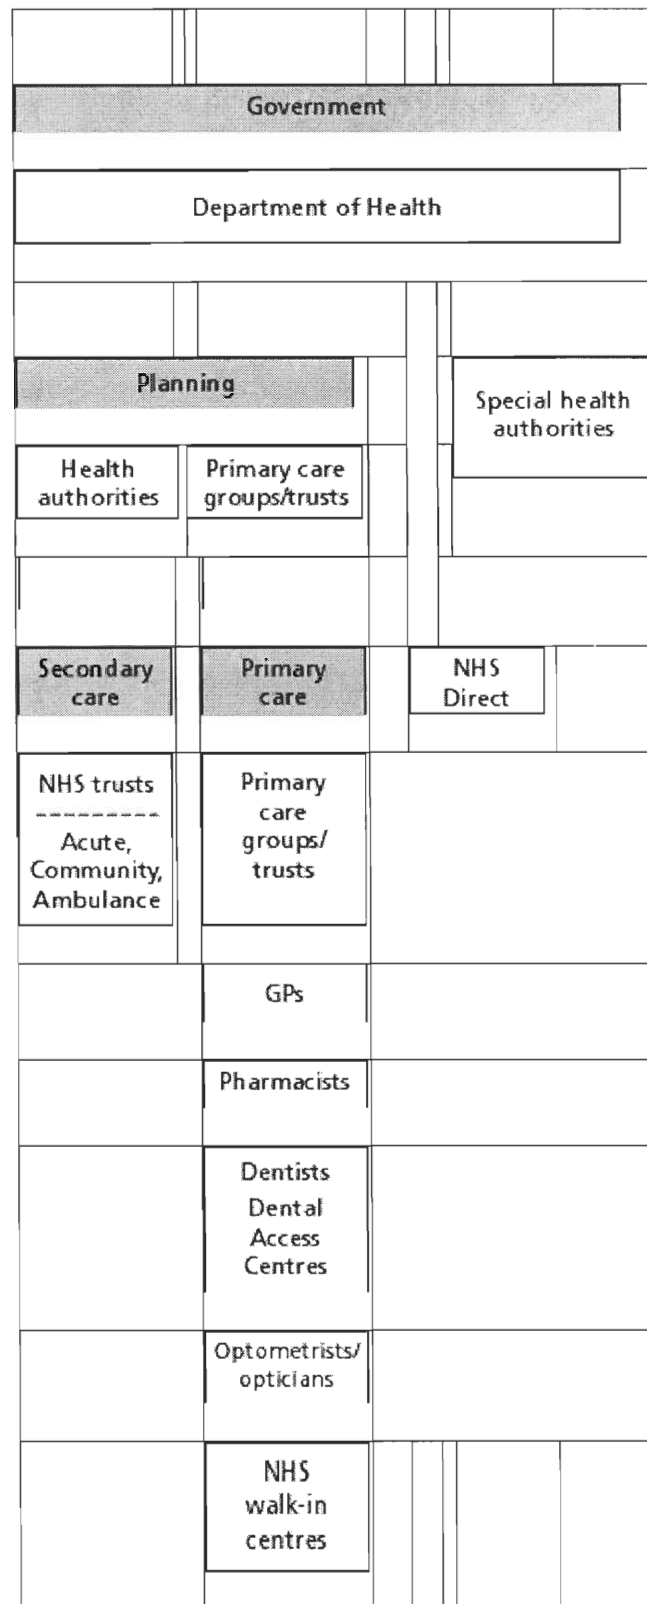 Government
Department of Health
Planning
Special health
authorities
Health
authorities
Primary care
groups/trusts
Secondary
care
Primary
care
NHS
Direct
NHS trusts
Acute,
Community,
Ambulance
Primary
care
groups/
trusts
GPs
Pharmacists
Dentists
Dental
Access
Centres
Optometrists/
opticians
NHS
walk-in
centres